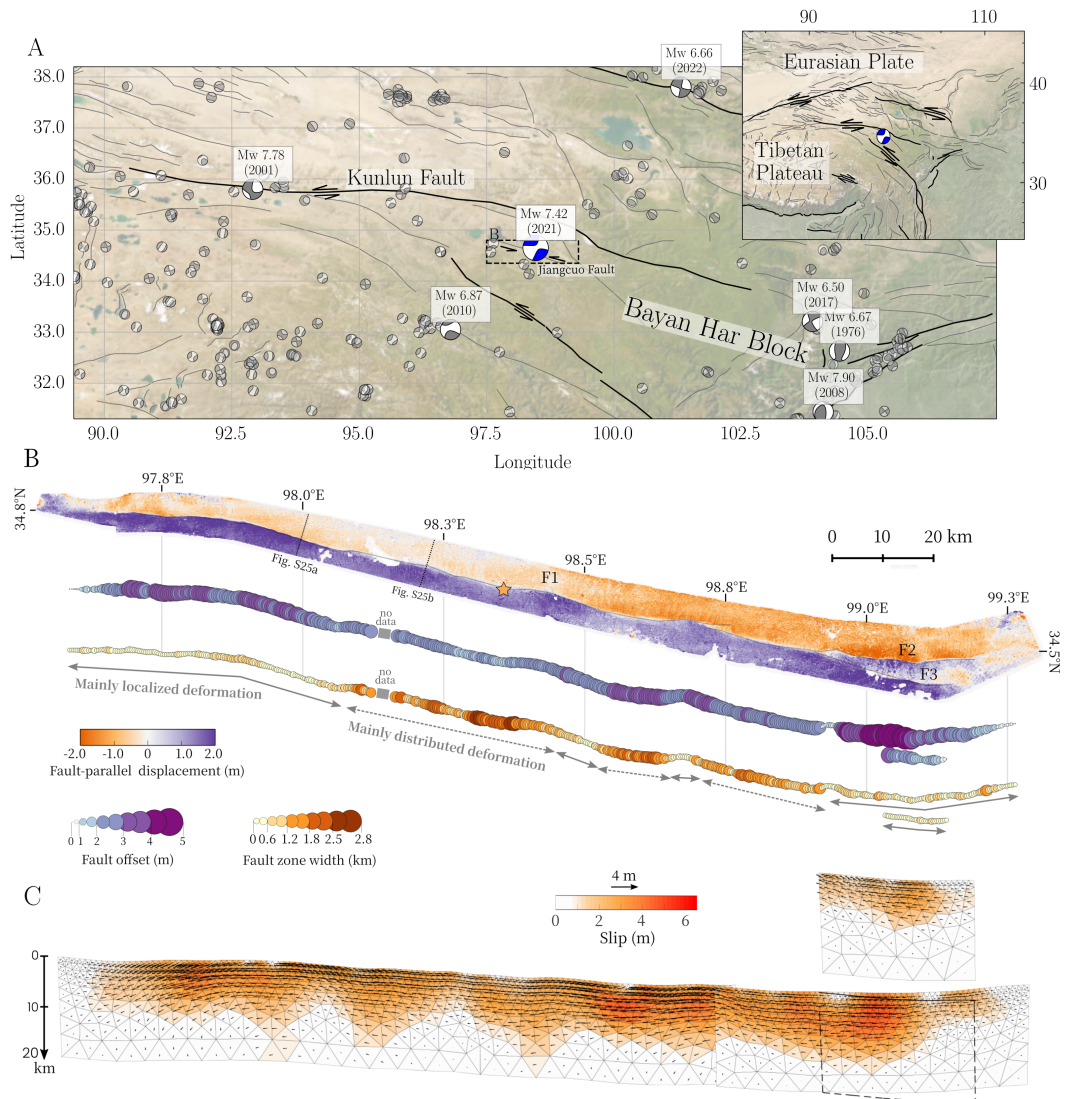 A
90
110
Mw 6.66
(2022)
Eurasian Plate
40
38.0
37.0
Mw 7.78
(2001)
Tibetan
Plateau
36.0
Kunlun Fault
30
Latitude
Mw 7.42
(2021)
35.0
B
34.0
Jiangcuo Fault
Mw 6.87
(2010)
Mw 6.50
(2017)
33.0
Bayan Har Block
Mw 6.67
(1976)
32.0
Mw 7.90
(2008)
90.0
92.5
95.0
97.5
100.0
102.5
105.0
Longitude
B
97.8°E
98.0°E
98.3°E
98.5°E
98.8°E
99.0°E
99.3°E
34.8°N
34.5°N
0 10 20 km
Fig. S25a
Fig. S25b
F1
F2
F3
no
data
no
data
Mainly localized deformation
Mainly distributed deformation
-2.0 -1.0 0 1.0 2.0
Fault-parallel displacement (m)
0 1 2 3 4 5
Fault offset (m)
0 0.6 1.2 1.8 2.5 2.8
Fault zone width (km)
C
4 m
0 2 4 6
Slip (m)
0
10
20
km